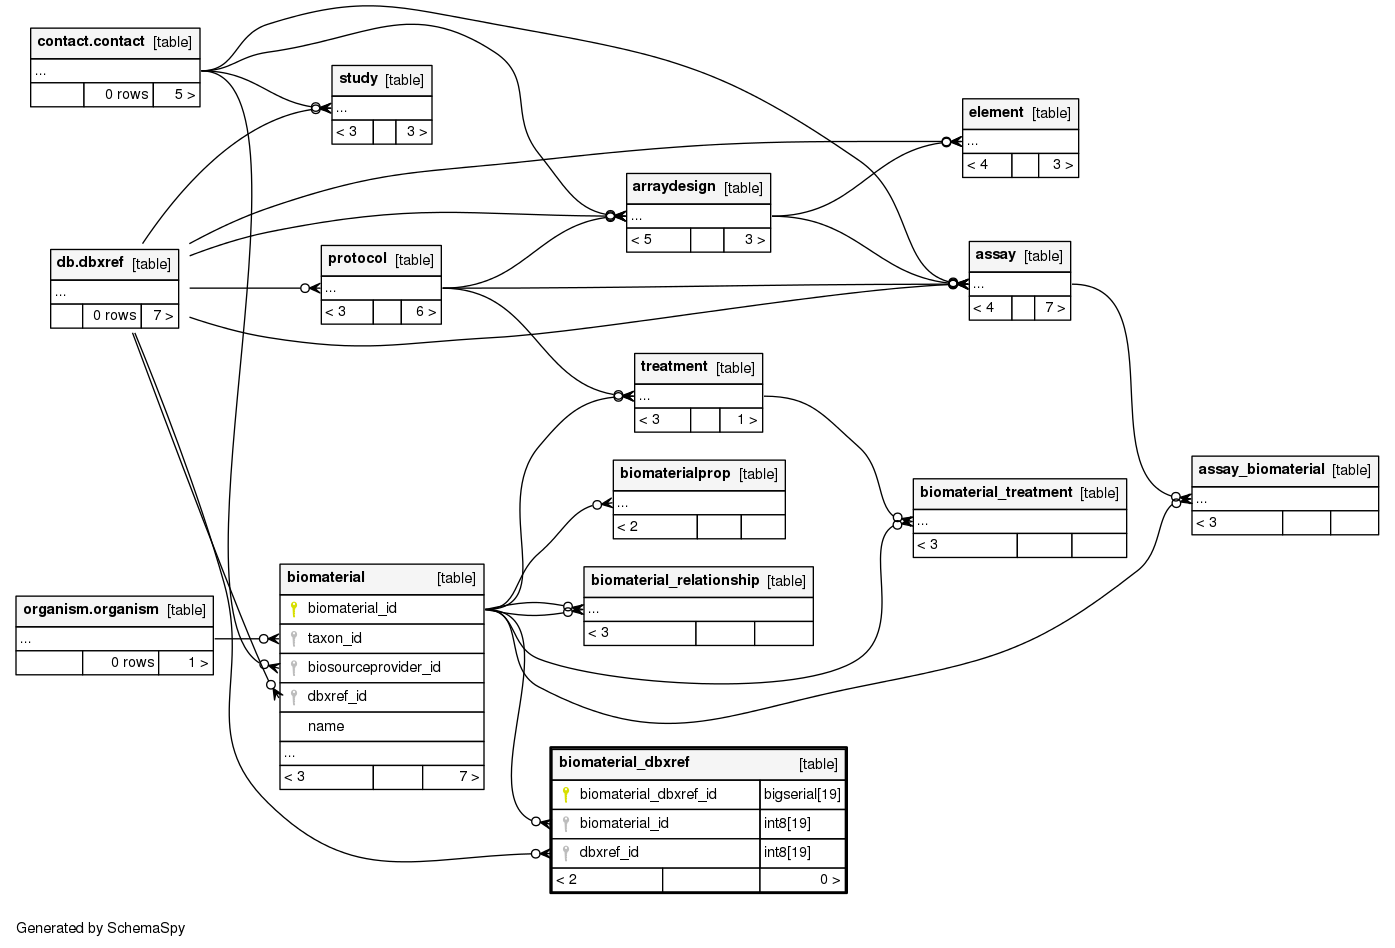 contact.contact [table]
...
0 rows 5 >
study [table]
...
< 3 3 >
element [table]
...
< 4 3 >
arraydesign [table]
...
< 5 3 >
db.dbxref [table]
...
0 rows 7 >
protocol [table]
...
< 3 6 >
assay [table]
...
< 4 7 >
treatment [table]
...
< 3 1 >
biomaterialprop [table]
...
< 2
biomaterial_treatment [table]
...
< 3
assay_biomaterial [table]
...
< 3
biomaterial [table]
biomaterial_id
taxon_id
biosourceprovider_id
dbxref_id
name
...
< 3 7 >
biomaterial_relationship [table]
...
< 3
organism.organism [table]
...
0 rows 1 >
biomaterial_dbxref [table]
biomaterial_dbxref_id bigserial[19]
biomaterial_id int8[19]
dbxref_id int8[19]
< 2 0 >
Generated by SchemaSpy